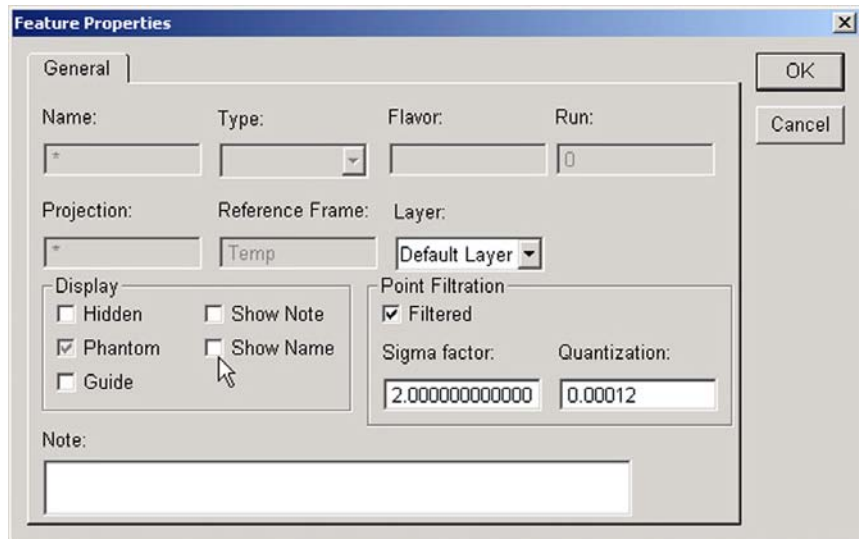 Feature Properties
General
OK
Cancel
Name: Type: Flavor: Run:
* 0
Projection: Reference Frame: Layer:
* Temp Default Layer
Display Point Filtration
Hidden Show Note Filtered
Phantom Show Name Sigma factor: Quantization:
Guide 2.000000000000 0.00012
Note: